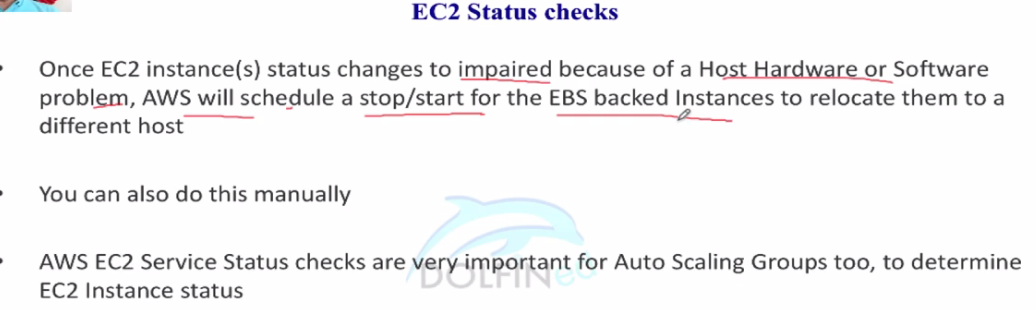 EC2 Status checks
Once EC2 instance(s) status changes to impaired because of a Host Hardware or Software
problem, AWS will schedule a stop/start for the EBS backed Instances to relocate them to a
different host
You can also do this manually
AWS EC2 Service Status checks are very important for Auto Scaling Groups too, to determine
EC2 Instance status
DOLFINED